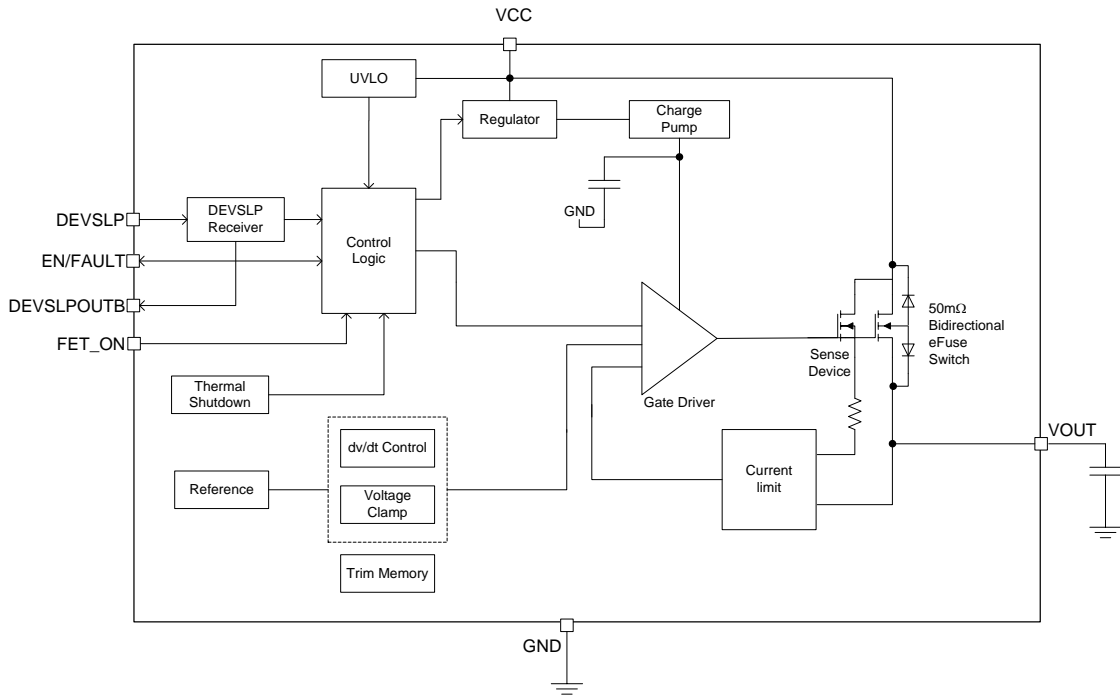 VCC
UVLO
Regulator
Charge
Pump
GND
DEVSLP
DEVSLP
Receiver
Control
Logic
EN/FAULT
DEVSLPOUTB
FET_ON
50mΩ
Bidirectional
eFuse
Switch
Sense
Device
Thermal
Shutdown
Gate Driver
dv/dt Control
VOUT
Reference
Voltage
Clamp
Current
limit
Trim Memory
GND